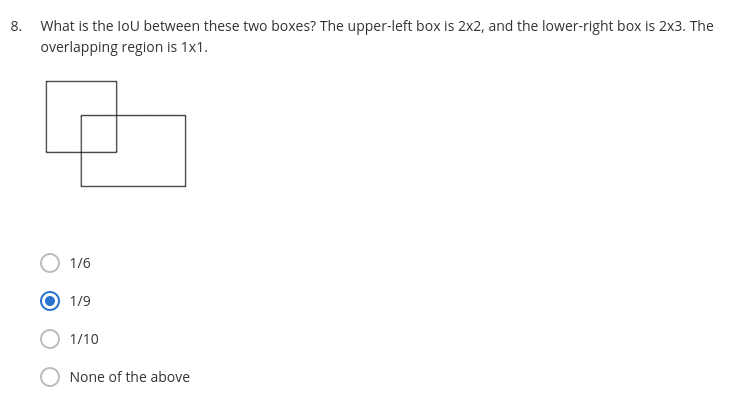 8. What is the IoU between these two boxes? The upper-left box is 2x2, and the lower-right box is 2x3. The
overlapping region is 1x1.
1/6
1/9
1/10
None of the above